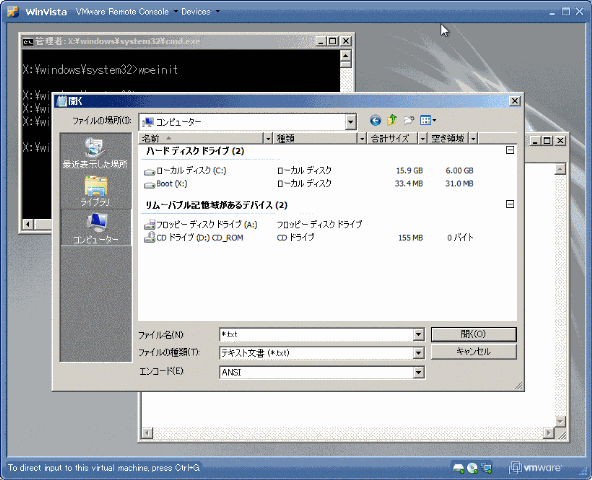 WinVista VMware Remote Console Devices
管理者: X:¥windows¥system32¥cmd.exe
X:¥windows¥system32>wpeinit
X:¥windows¥system32>
X:¥
X:¥
X:¥wi
開く
ファイルの場所(I):
コンピューター
最近表示した場所
ライブラリ
コンピューター
名前 種類 合計サイズ 空き領域
ハード ディスク ドライブ (2)
ローカル ディスク (C:) ローカル ディスク 15.9 GB 6.00 GB
Boot (X:) ローカル ディスク 33.4 MB 31.0 MB
リムーバブル記憶域があるデバイス (2)
フロッピー ディスク ドライブ (A:) フロッピー ディスク ドライブ
CD ドライブ (D:) CD_ROM CD ドライブ 155 MB 0 バイト
ファイル名(N): *.txt 開く(O)
ファイルの種類(T): テキスト文書 (*.txt) キャンセル
エンコード(E): ANSI
To direct input to this virtual machine, press Ctrl+G. vmware